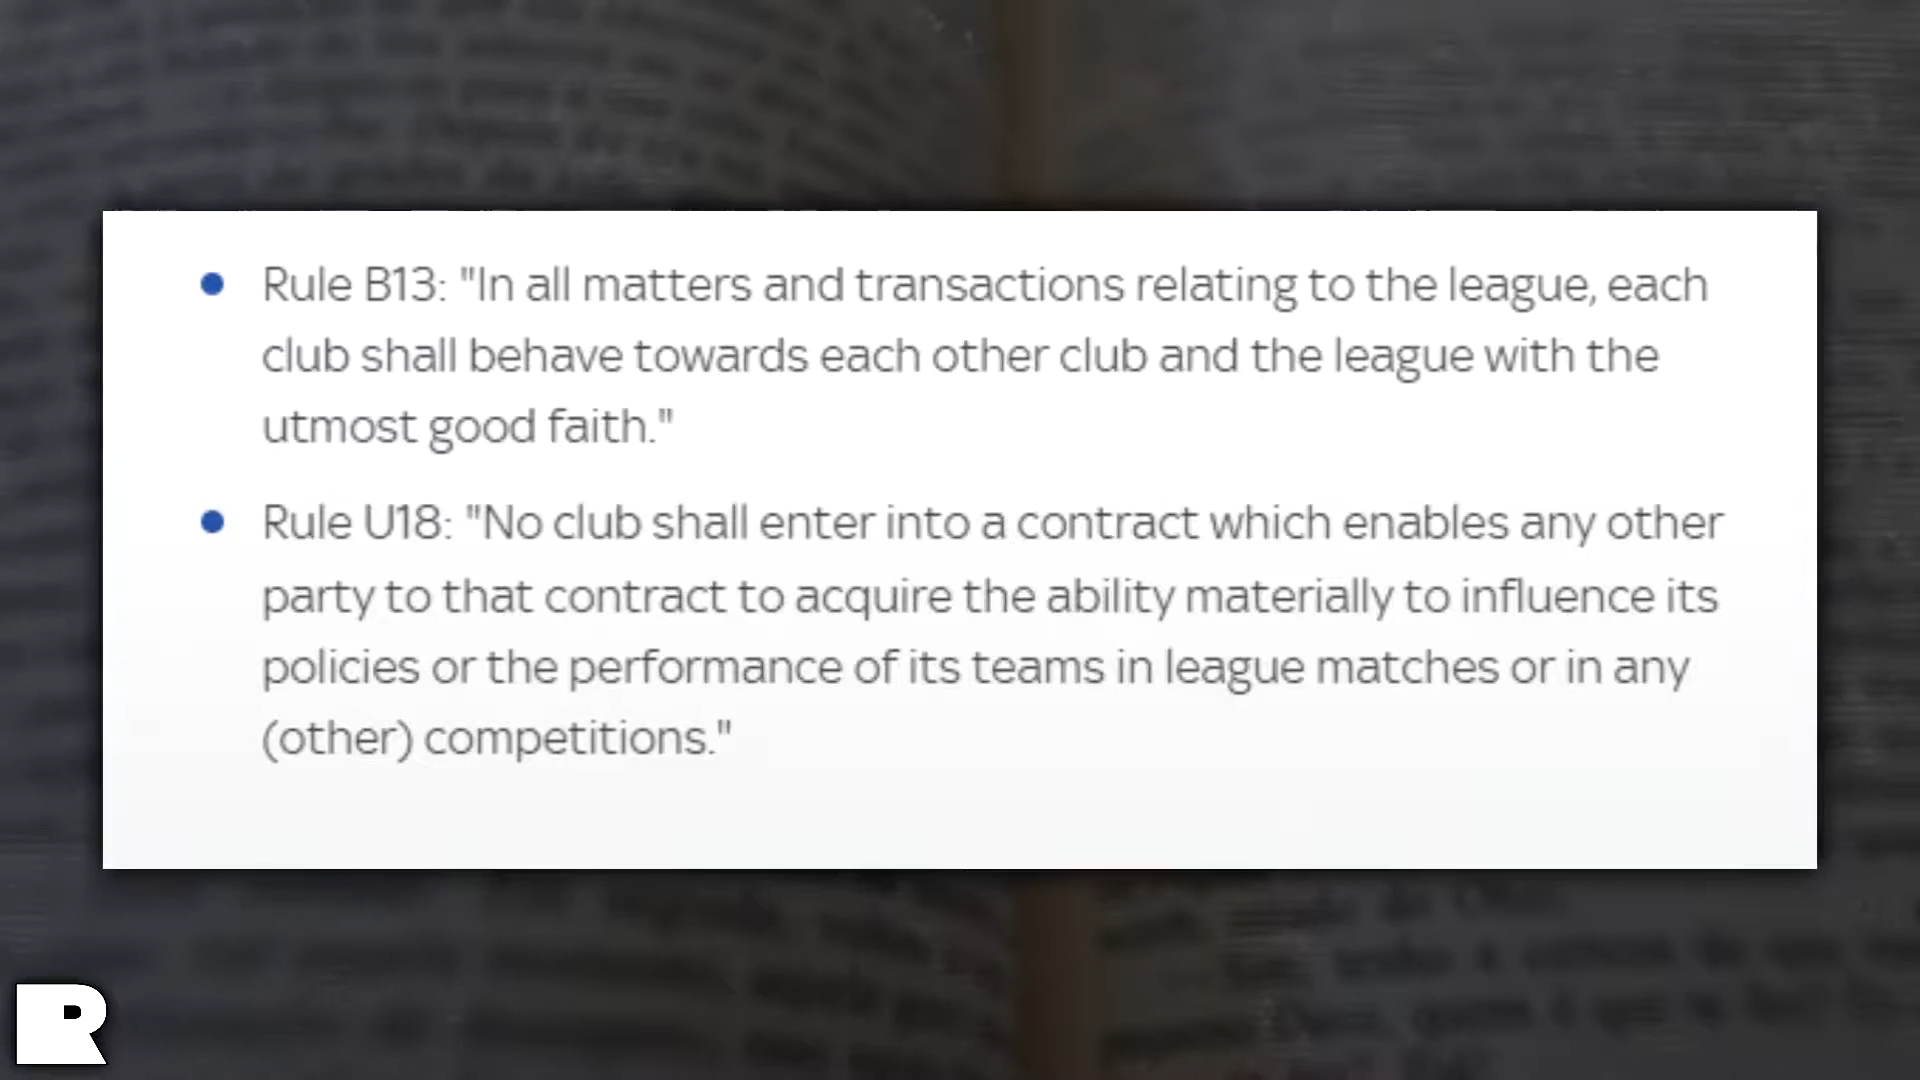 Rule B13: "In all matters and transactions relating to the league, each
club shall behave towards each other club and the league with the
utmost good faith."
Rule U18: "No club shall enter into a contract which enables any other
party to that contract to acquire the ability materially to influence its
policies or the performance of its teams in league matches or in any
(other) competitions."
R